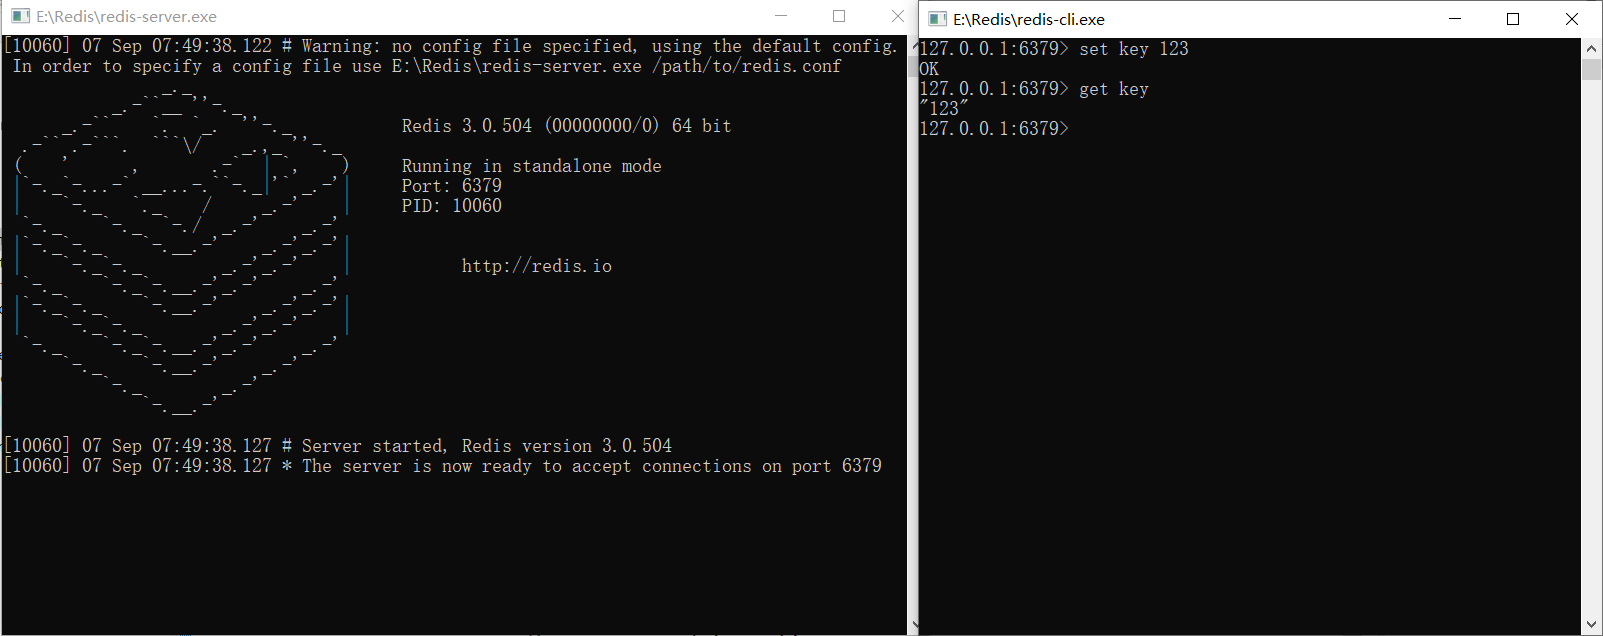 E:\Redis\redis-server.exe
[10060] 07 Sep 07:49:38.122 # Warning: no config file specified, using the default config.
In order to specify a config file use E:\Redis\redis-server.exe /path/to/redis.conf
Redis 3.0.504 (00000000/0) 64 bit
Running in standalone mode
Port: 6379
PID: 10060
http://redis.io
[10060] 07 Sep 07:49:38.127 # Server started, Redis version 3.0.504
[10060] 07 Sep 07:49:38.127 * The server is now ready to accept connections on port 6379
E:\Redis\redis-cli.exe
127.0.0.1:6379> set key 123
OK
127.0.0.1:6379> get key
"123"
127.0.0.1:6379>